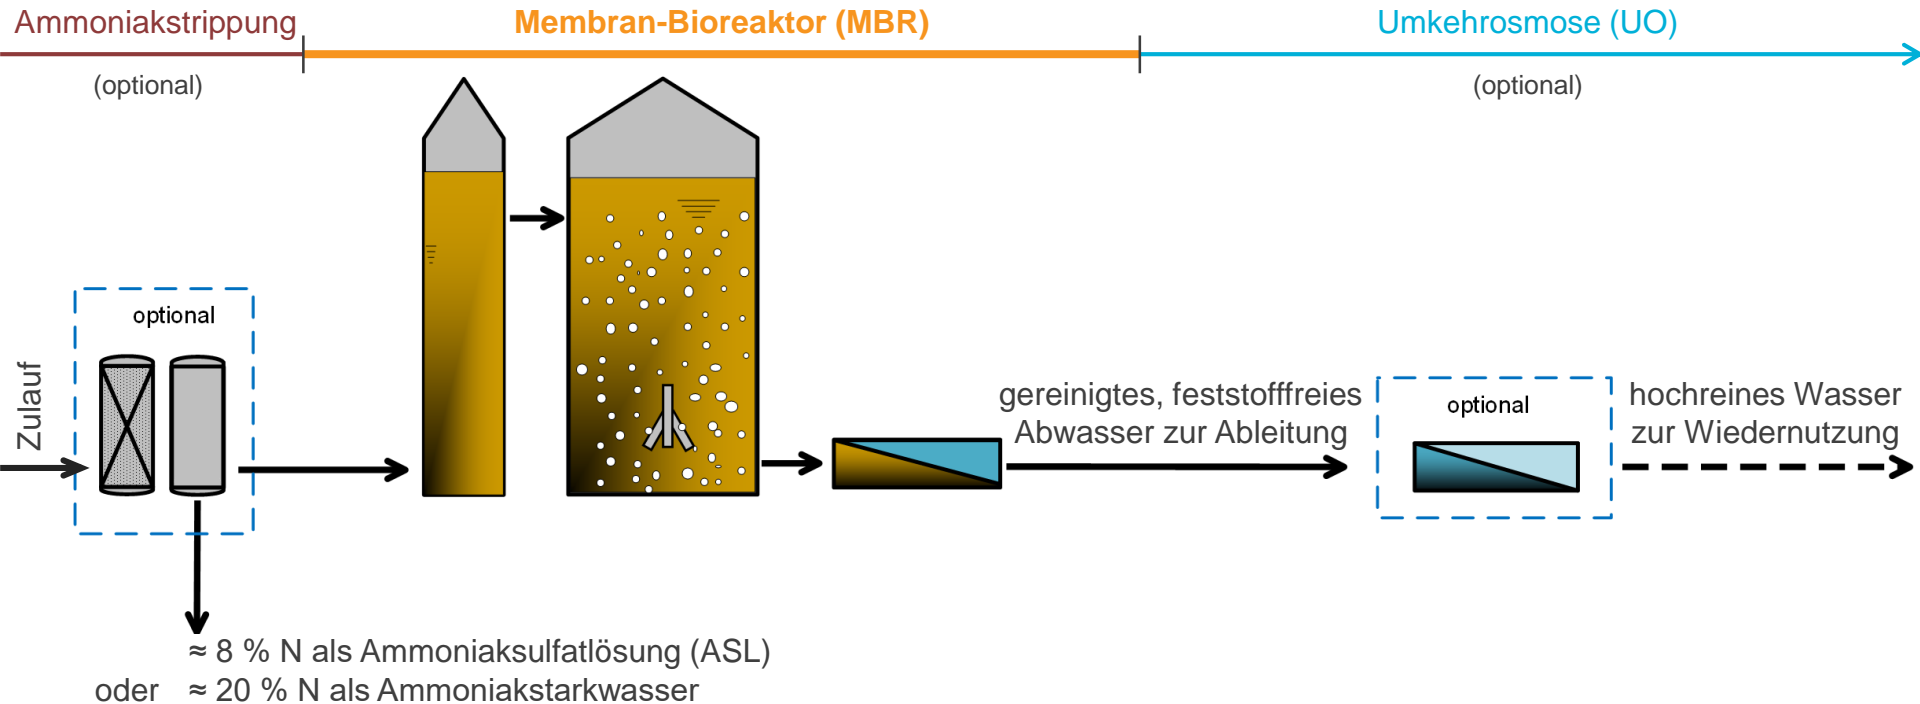 Ammoniakstrippung
Membran-Bioreaktor (MBR)
Umkehrosmose (UO)
(optional)
(optional)
optional
Zulauf
gereinigtes, feststofffreies
Abwasser zur Ableitung
optional
hochreines Wasser
zur Wiedernutzung
≈ 8 % N als Ammoniaksulfatlösung (ASL)
oder ≈ 20 % N als Ammoniakstarkwasser